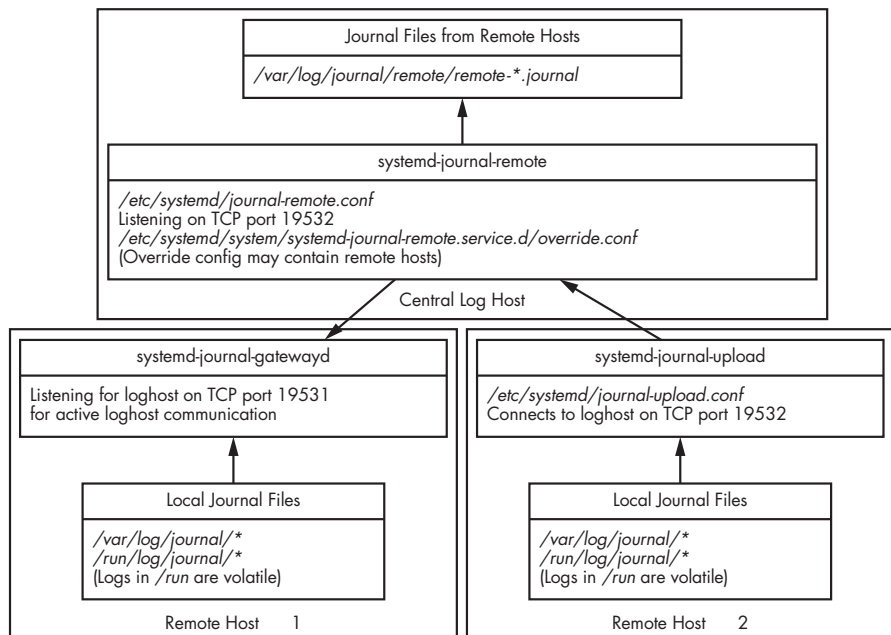 Journal Files from Remote Hosts
/var/log/journal/remote/remote-*.journal
systemd-journal-remote
/etc/systemd/journal-remote.conf
Listening on TCP port 19532
/etc/systemd/system/systemd-journal-remote.service.d/override.conf
(Override config may contain remote hosts)
Central Log Host
systemd-journal-gatewayd
Listening for loghost on TCP port 19531
for active loghost communication
Local Journal Files
/var/log/journal/*
/run/log/journal/*
(Logs in /run are volatile)
Remote Host 1
systemd-journal-upload
/etc/systemd/journal-upload.conf
Connects to loghost on TCP port 19532
Local Journal Files
/var/log/journal/*
/run/log/journal/*
(Logs in /run are volatile)
Remote Host 2